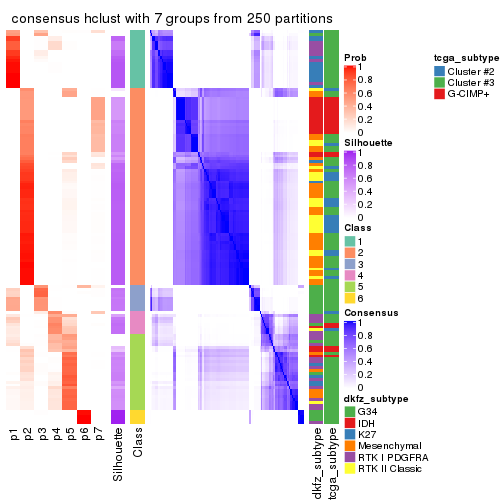 consensus hclust with 7 groups from 250 partitions
p1
p2
p3
p4
p5
p6
p7
Silhouette
Class
dkfz_subtype
tcga_subtype
Prob
1
0.8
0.6
0.4
0.2
0
Silhouette
1
0.8
0.6
0.4
0.2
0
Class
1
2
3
4
5
6
Consensus
1
0.8
0.6
0.4
0.2
0
dkfz_subtype
G34
IDH
K27
Mesenchymal
RTK I PDGFRA
RTK II Classic
tcga_subtype
Cluster #2
Cluster #3
G-CIMP+